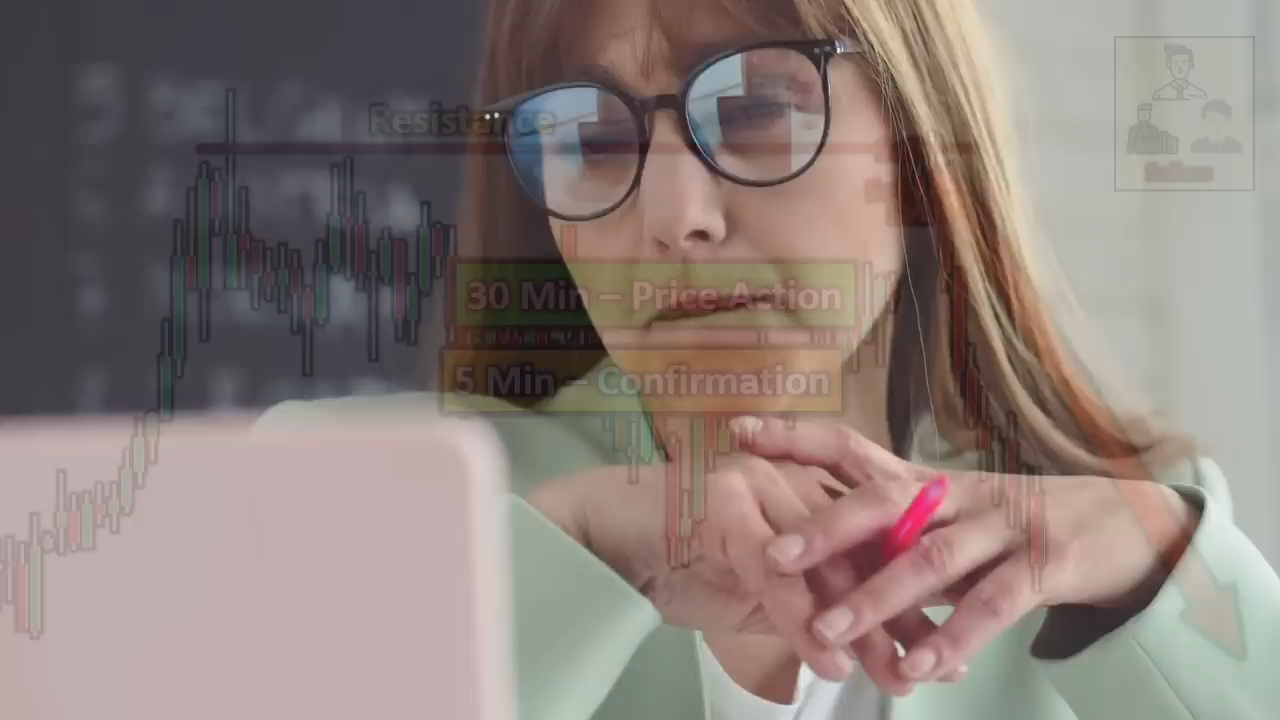 Resistance
30 Min – Price Action
5 Min – Confirmation